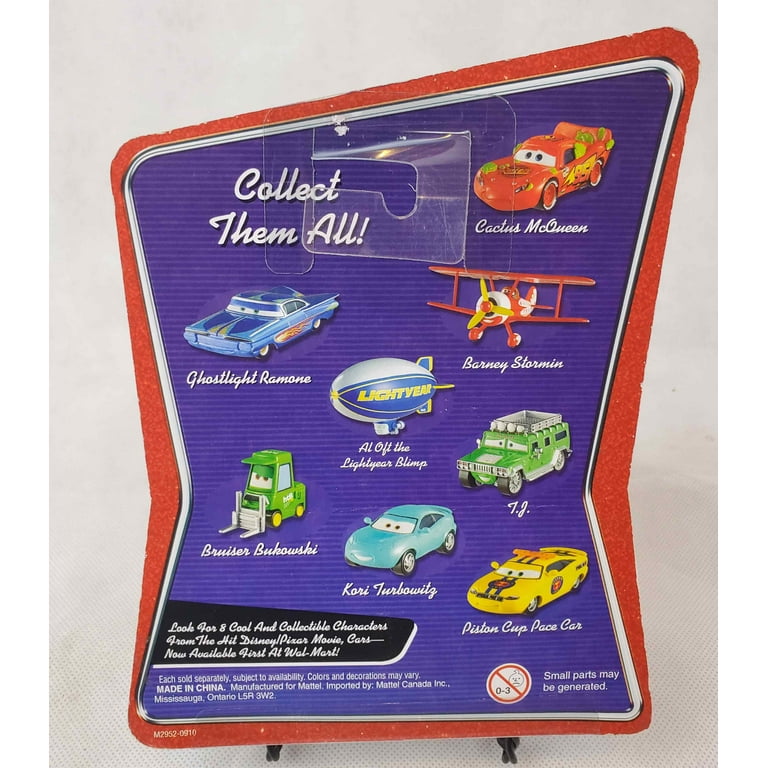 Collect
Them All!
Cactus McQueen
Ghostlight Ramone
Barney Stormin
LIGHTYEAR
Al Oft the
Lightyear Blimp
T.J.
Bruiser Bukowski
Kori Turbowitz
Piston Cup Pace Car
Look For 8 Cool And Collectible Characters
From The Hit Disney/Pixar Movie, Cars—
Now Available First At Wal-Mart!
Each sold separately, subject to availability. Colors and decorations may vary.
MADE IN CHINA. Manufactured for Mattel. Imported by: Mattel Canada Inc.,
Mississauga, Ontario L5R 3W2.
0-3
Small parts may
be generated.
M2952-0910